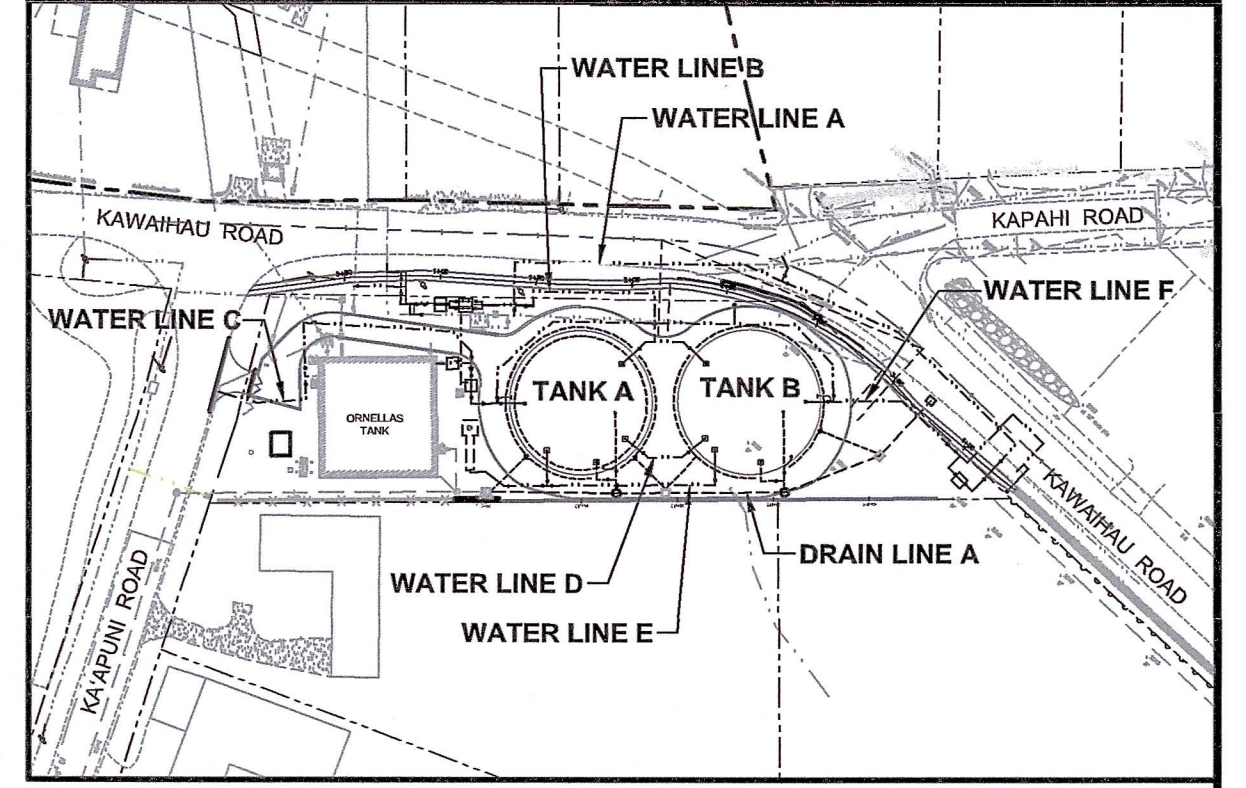 WATER LINE B
WATER LINE A
KAWAIHAU ROAD
KAPAHI ROAD
WATER LINE F
WATER LINE C
TANK A
TANK B
ORNELLAS
TANK
KAWAIHAU ROAD
DRAIN LINE A
WATER LINE D
WATER LINE E
KA'APUNI ROAD